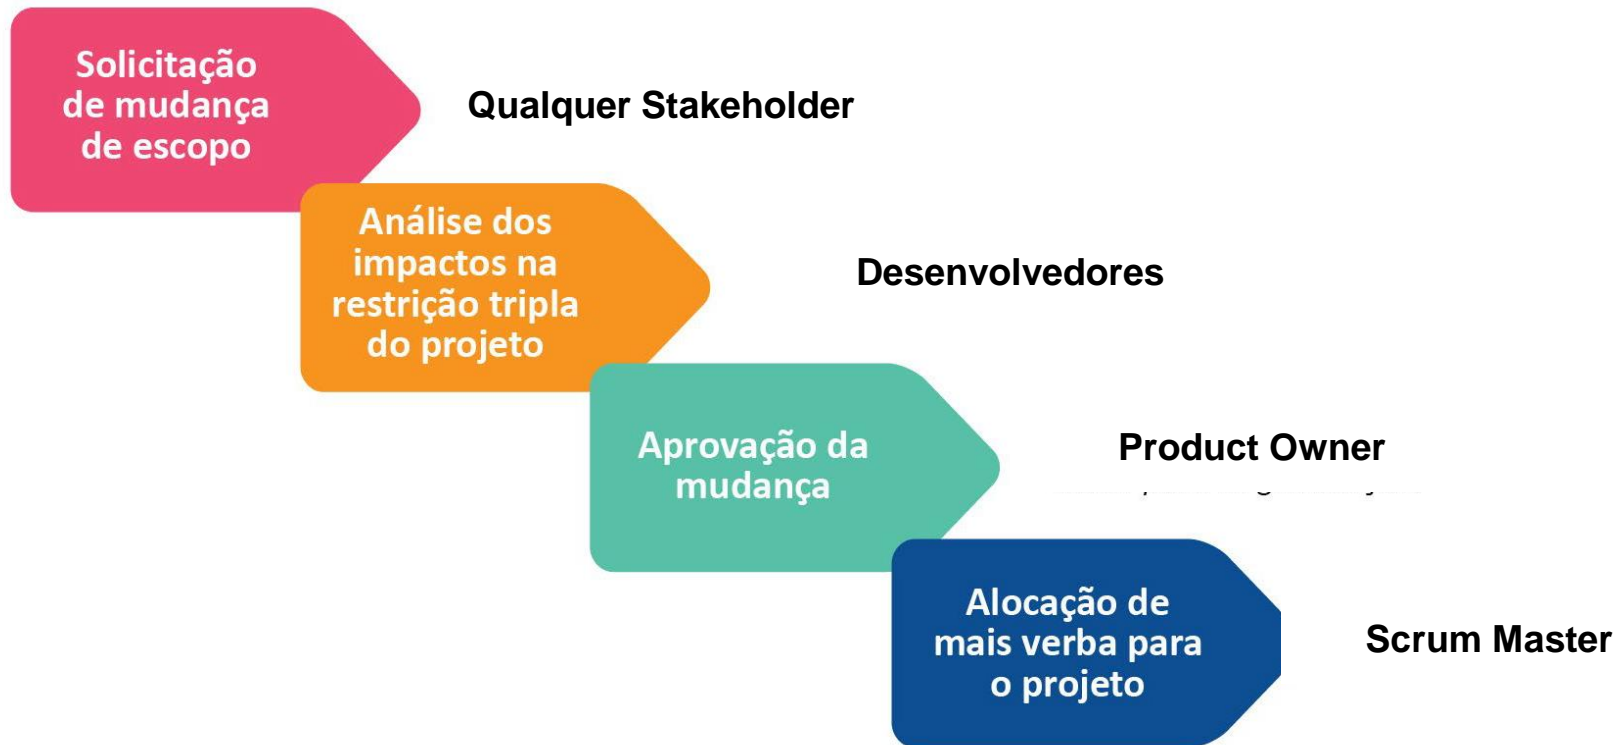 Solicitação
de mudança
de escopo
Qualquer Stakeholder
Análise dos
impactos na
restrição tripla
do projeto
Desenvolvedores
Aprovação da
mudança
Product Owner
Alocação de
mais verba para
o projeto
Scrum Master